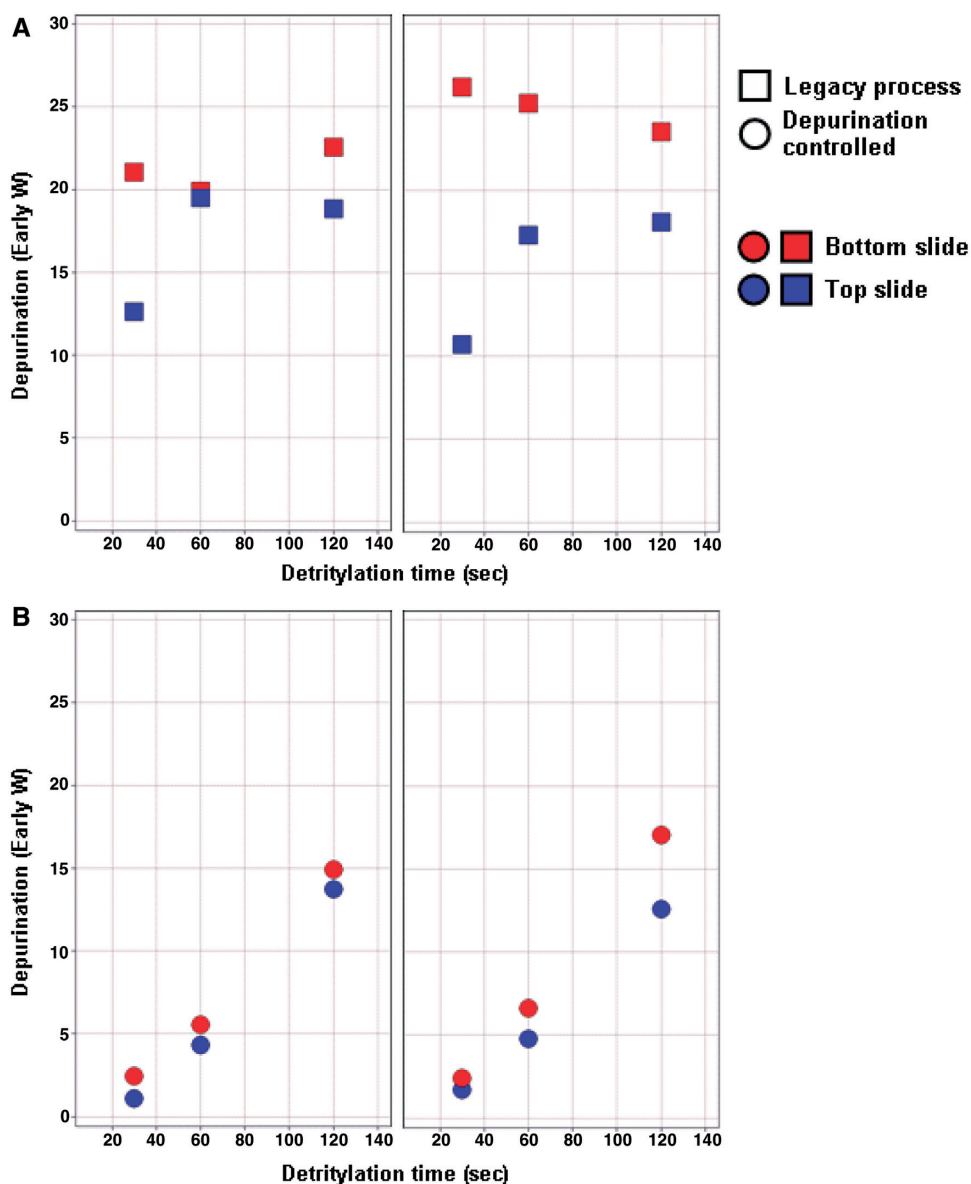 A
30
25
20
15
10
5
0
Depurination (Early W)
20 40 60 80 100 120 140
20 40 60 80 100 120 140
Detritylation time (sec)
Legacy process
Depurination
controlled
Bottom slide
Top slide
B
30
25
20
15
10
5
0
Depurination (Early W)
20 40 60 80 100 120 140
20 40 60 80 100 120 140
Detritylation time (sec)